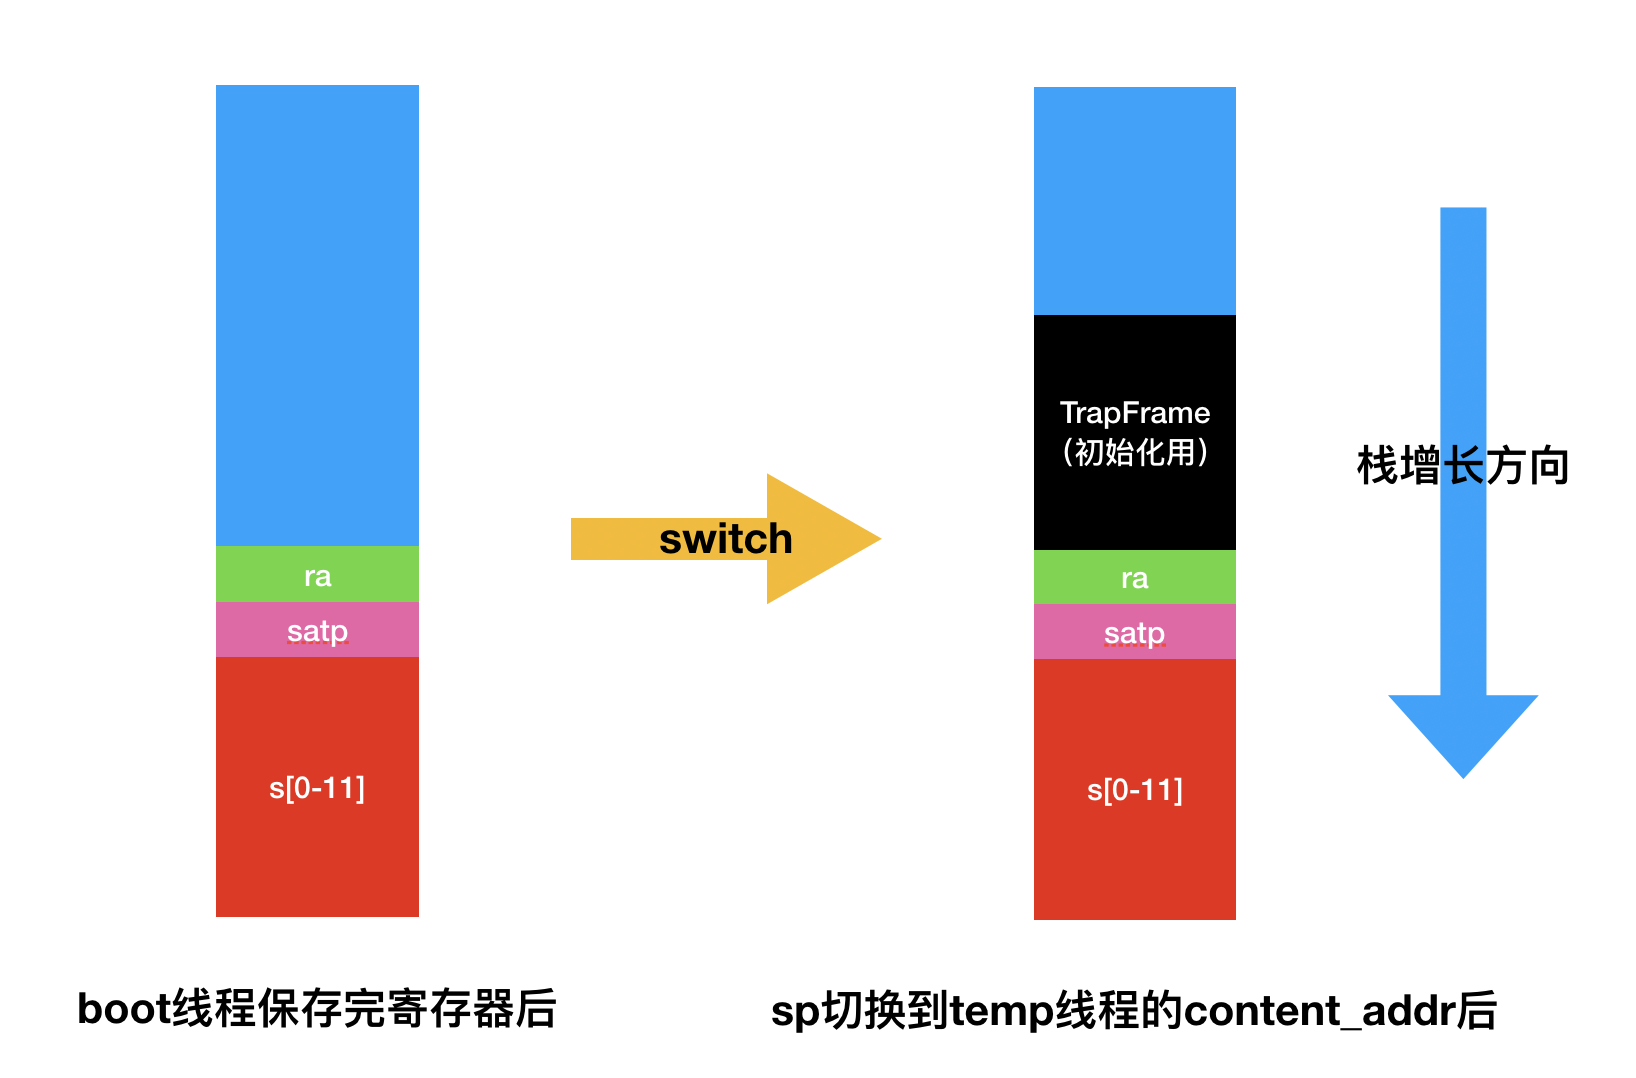 ra
satp
s[0-11]
boot线程保存完寄存器后
switch
TrapFrame
（初始化用）
ra
satp
s[0-11]
sp切换到temp线程的content_addr后
栈增长方向